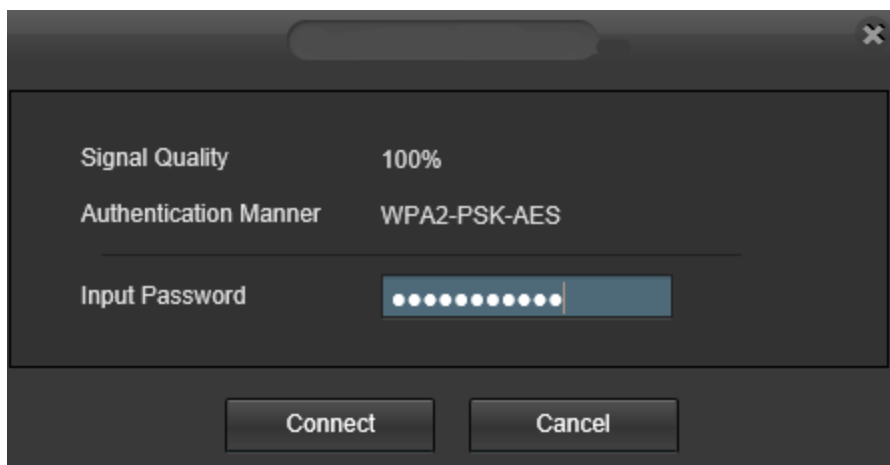 Signal Quality 100%
Authentication Manner WPA2-PSK-AES
Input Password ●●●●●●●●●●●
Connect Cancel